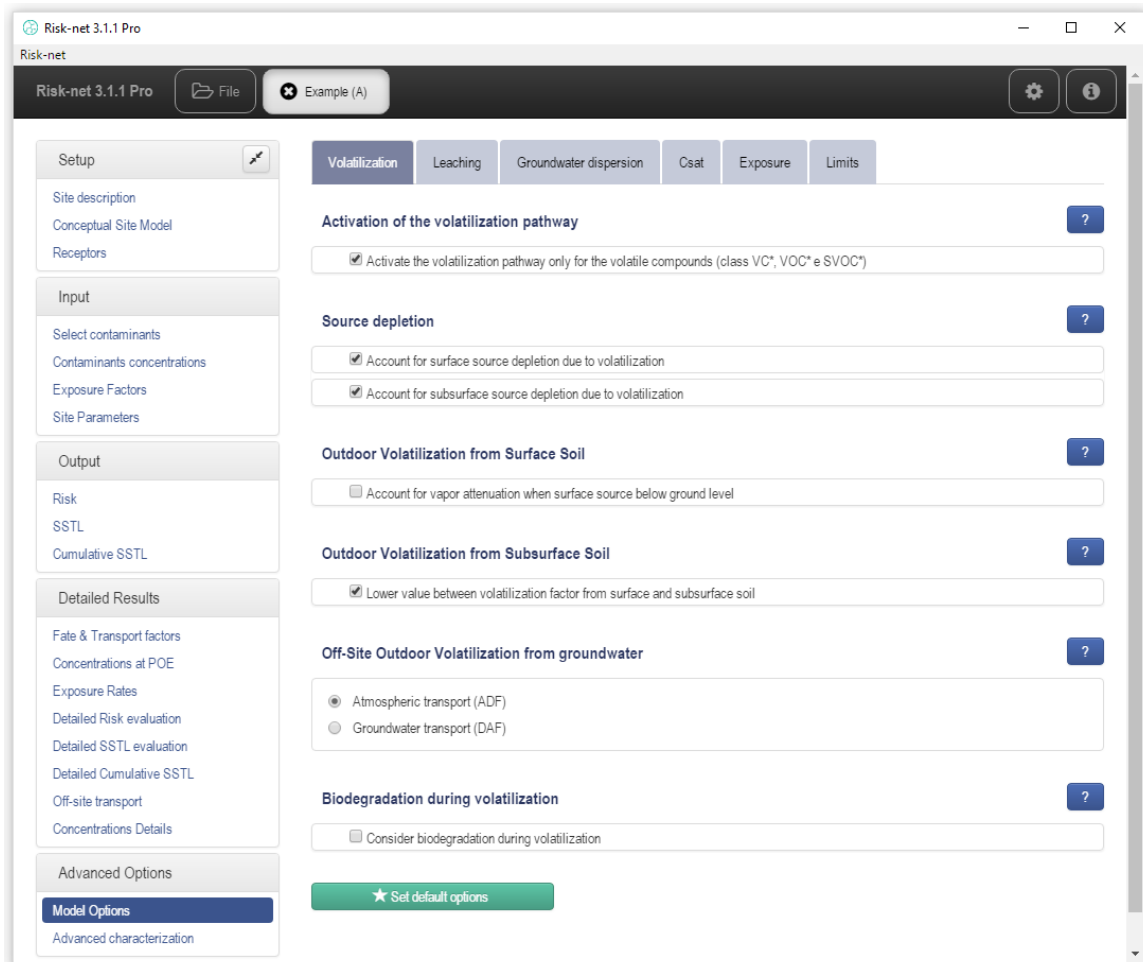 Risk-net 3.1.1 Pro
Risk-net
Risk-net 3.1.1 Pro
File
Example (A)
Setup
Site description
Conceptual Site Model
Receptors
Input
Select contaminants
Contaminants concentrations
Exposure Factors
Site Parameters
Output
Risk
SSTL
Cumulative SSTL
Detailed Results
Fate & Transport factors
Concentrations at POE
Exposure Rates
Detailed Risk evaluation
Detailed SSTL evaluation
Detailed Cumulative SSTL
Off-site transport
Concentrations Details
Advanced Options
Model Options
Advanced characterization
Volatilization
Leaching
Groundwater dispersion
Csat
Exposure
Limits
Activation of the volatilization pathway
?
Activate the volatilization pathway only for the volatile compounds (class VC*, VOC* e SVOC*)
Source depletion
?
Account for surface source depletion due to volatilization
Account for subsurface source depletion due to volatilization
Outdoor Volatilization from Surface Soil
?
Account for vapor attenuation when surface source below ground level
Outdoor Volatilization from Subsurface Soil
?
Lower value between volatilization factor from surface and subsurface soil
Off-Site Outdoor Volatilization from groundwater
?
Atmospheric transport (ADF)
Groundwater transport (DAF)
Biodegradation during volatilization
?
Consider biodegradation during volatilization
Set default options